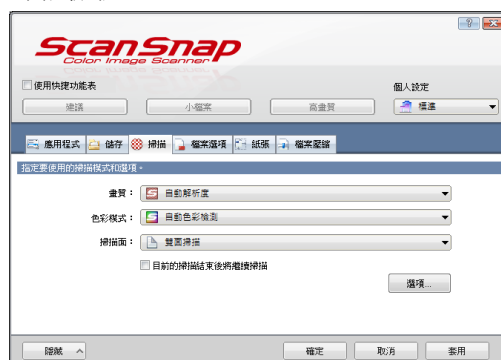 ScanSnap
Color Image Scanner
使用快捷功能表
個人設定
建議
小檔案
高畫質
標準
應用程式
儲存
掃描
檔案選項
紙張
檔案壓縮
指定要使用的掃描模式和選項。
畫質：
自動解析度
色彩模式：
自動色彩檢測
掃描面：
雙面掃描
目前的掃描結束後將繼續掃描
選項...
隱藏
確定
取消
套用